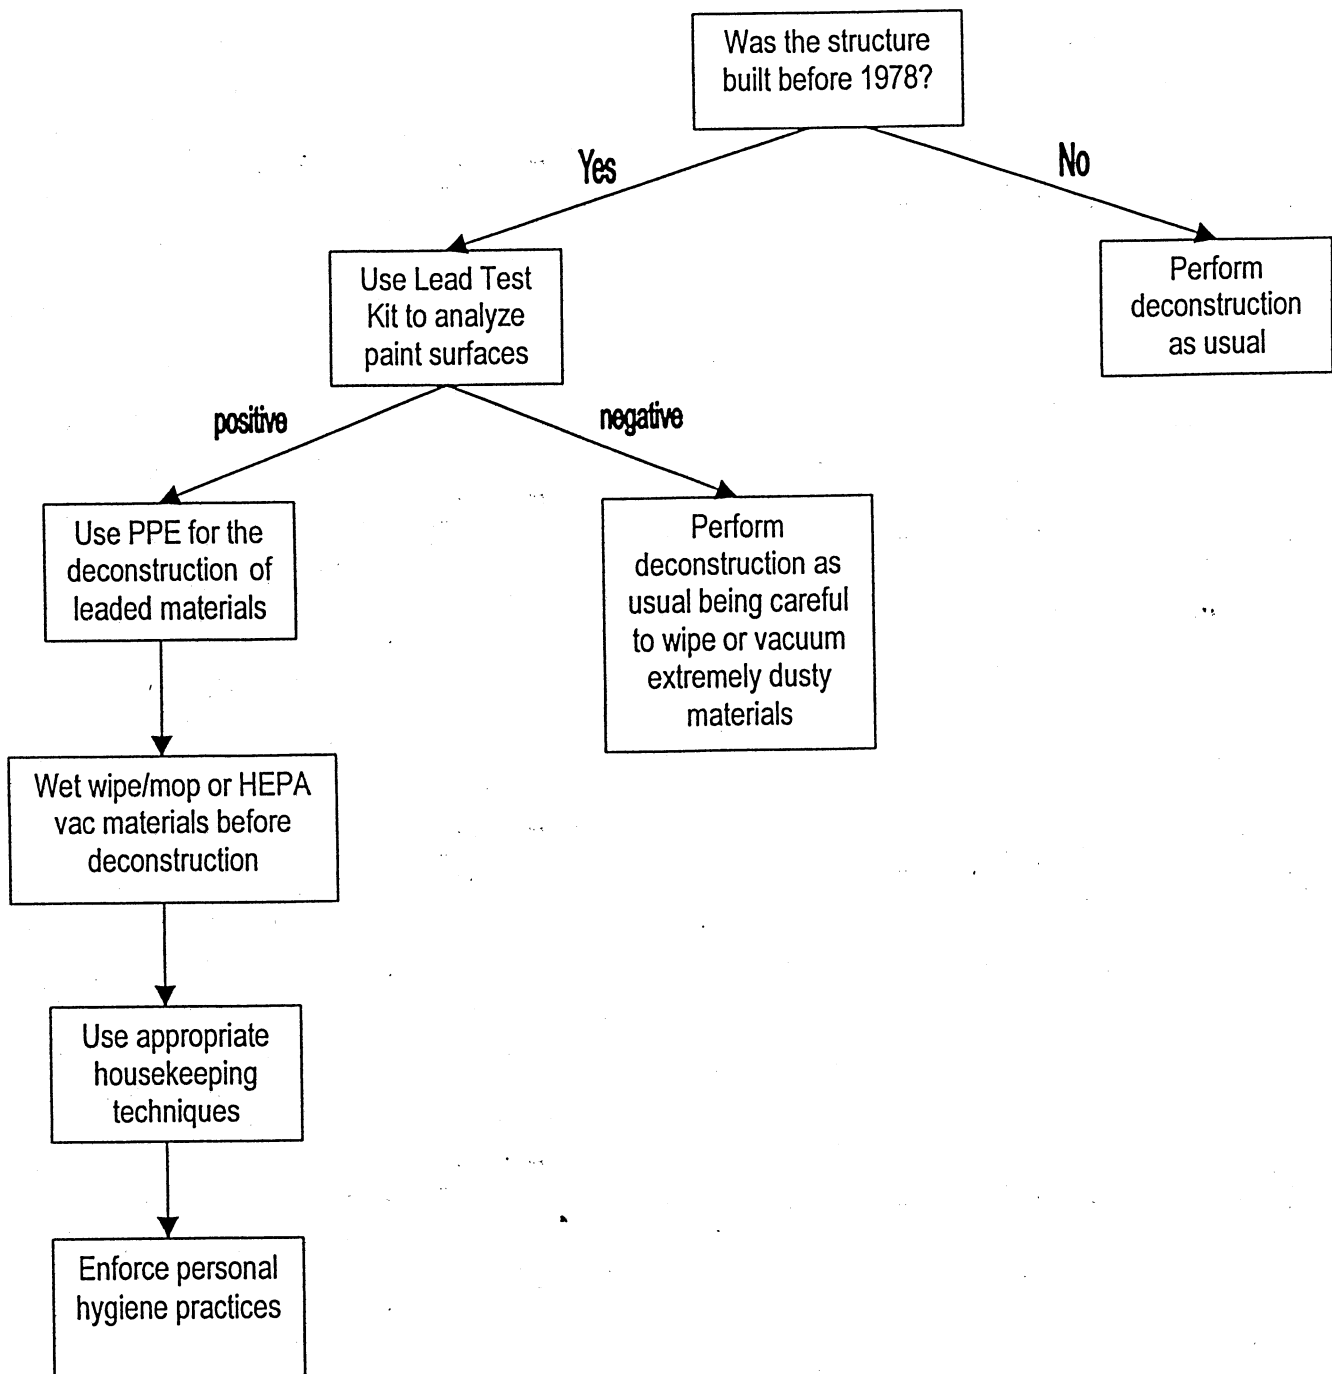 Was the structure
built before 1978?
Yes
No
Use Lead Test
Kit to analyze
paint surfaces
Perform
deconstruction
as usual
positive
negative
Use PPE for the
deconstruction of
leaded materials
Perform
deconstruction as
usual being careful
to wipe or vacuum
extremely dusty
materials
Wet wipe/mop or HEPA
vac materials before
deconstruction
Use appropriate
housekeeping
techniques
Enforce personal
hygiene practices